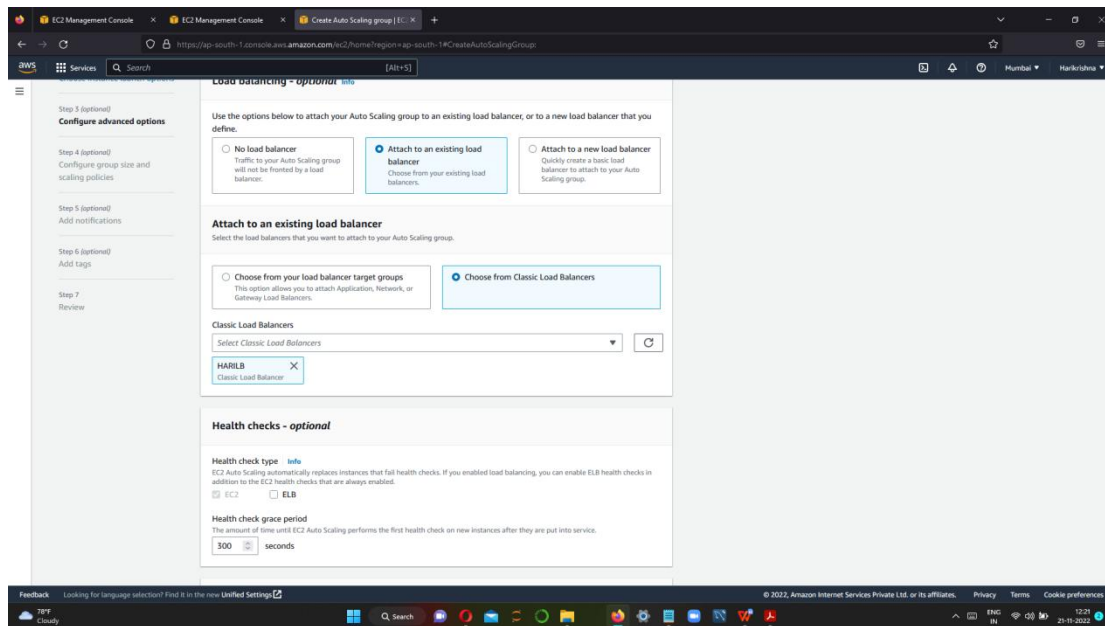 EC2 Management Console
EC2 Management Console
Create Auto Scaling group | EC
https://ap-south-1.console.aws.amazon.com/ec2/home?region=ap-south-1#CreateAutoScalingGroup:
aws
Services
Search
[Alt+S]
Mumbai
Harikrishna
Choose instance launch options
Step 3 (optional)
Configure advanced options
Step 4 (optional)
Configure group size and
scaling policies
Step 5 (optional)
Add notifications
Step 6 (optional)
Add tags
Step 7
Review
Load balancing - optional Info
Use the options below to attach your Auto Scaling group to an existing load balancer, or to a new load balancer that you
define.
No load balancer
Traffic to your Auto Scaling group
will not be fronted by a load
balancer.
Attach to an existing load
balancer
Choose from your existing load
balancers.
Attach to a new load balancer
Quickly create a basic load
balancer to attach to your Auto
Scaling group.
Attach to an existing load balancer
Select the load balancers that you want to attach to your Auto Scaling group.
Choose from your load balancer target groups
This option allows you to attach Application, Network, or
Gateway Load Balancers.
Choose from Classic Load Balancers
Classic Load Balancers
Select Classic Load Balancers
HARILB
Classic Load Balancer
Health checks - optional
Health check type Info
EC2 Auto Scaling automatically replaces instances that fail health checks. If you enabled load balancing, you can enable ELB health checks in
addition to the EC2 health checks that are always enabled.
EC2
ELB
Health check grace period
The amount of time until EC2 Auto Scaling performs the first health check on new instances after they are put into service.
300
seconds
Feedback
Looking for language selection? Find it in the new Unified Settings
© 2022, Amazon Internet Services Private Ltd. or its affiliates.
Privacy
Terms
Cookie preferences
78°F
Cloudy
Search
ENG
IN
12:21
21-11-2022